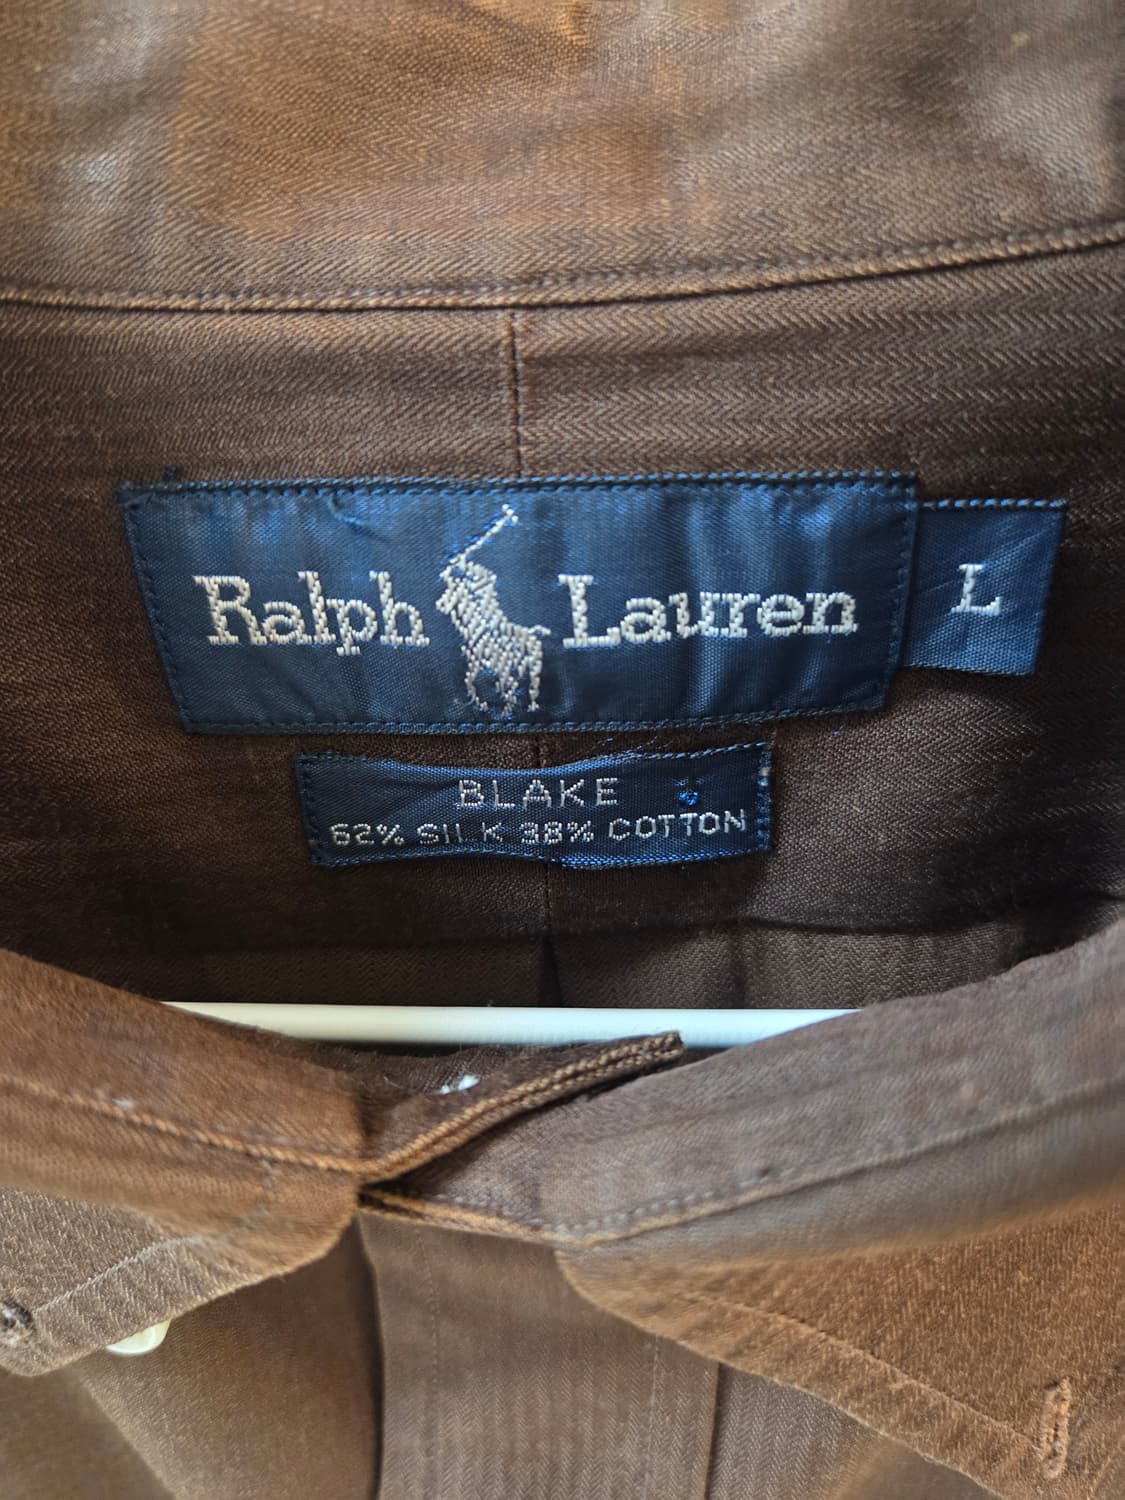 Ralph Lauren
L
BLAKE
62% SILK 38% COTTON